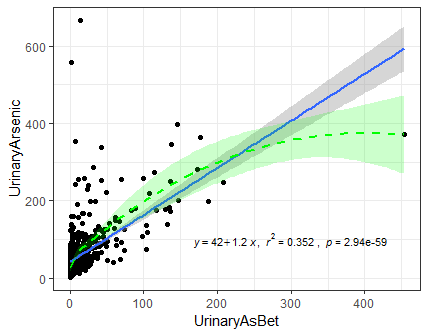 600
400
200
0
UrinaryArsenic
y = 42+1.2 x, r² = 0.352 , p = 2.94e-59
0 100 200 300 400
UrinaryAsBet